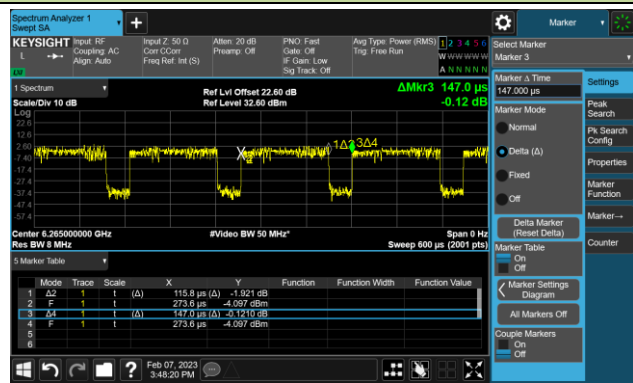 Spectrum Analyzer 1
Swept SA
+
Marker
KEYSIGHT
Input: RF
Coupling: AC
Align: Auto
Input Z: 50 Ω
Corr CCorr
Freq Ref: Int (S)
Atten: 20 dB
Preamp: Off
PNO: Fast
Gate: Off
IF Gain: Low
Sig Track: Off
Avg Type: Power (RMS)
Trig: Free Run
1 2 3 4 5 6
W W W W W W
A N N N N N
L
LV
Select Marker
Marker 3
1 Spectrum
Scale/Div 10 dB
Log
Ref Lvl Offset 22.60 dB
Ref Level 32.60 dBm
ΔMkr3 147.0 µs
-0.12 dB
22.6
12.6
2.60
-7.40
-17.4
-27.4
-37.4
-47.4
-57.4
1Δ2
3Δ4
Center 6.265000000 GHz
Res BW 8 MHz
#Video BW 50 MHz*
Span 0 Hz
Sweep 600 µs (2001 pts)
5 Marker Table
Mode Trace Scale X Y Function Function Width Function Value
1 Δ2 1 t (Δ) 115.8 µs (Δ) -1.921 dB
2 F 1 t 273.6 µs -4.097 dBm
3 Δ4 1 t (Δ) 147.0 µs (Δ) -0.1210 dB
4 F 1 t 273.6 µs -4.097 dBm
5
6
Marker Δ Time
147.000 µs
Marker Mode
Normal
Delta (Δ)
Fixed
Off
Delta Marker
(Reset Delta)
Marker Table
On
Off
Marker Settings
Diagram
All Markers Off
Couple Markers
On
Off
Settings
Peak
Search
Pk Search
Config
Properties
Marker
Function
Marker→
Counter
?
Feb 07, 2023
3:48:20 PM